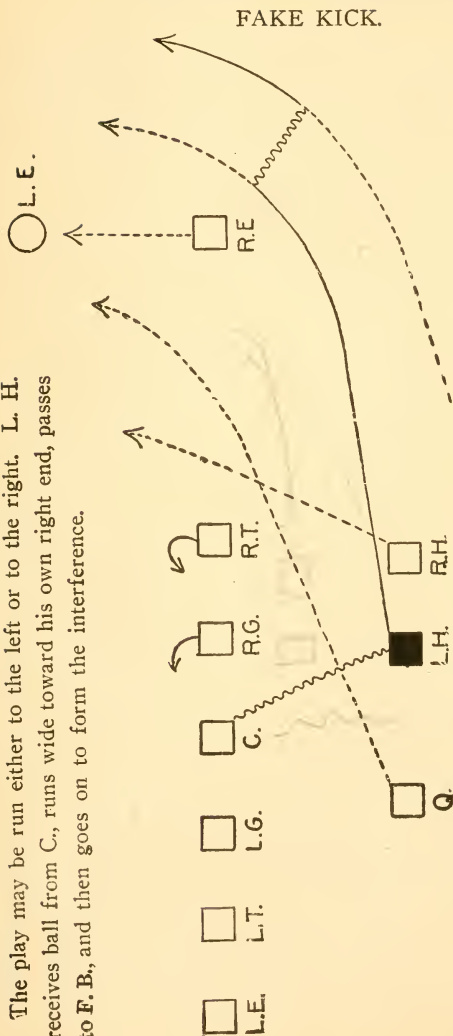 FAKE KICK.
The play may be run either to the left or to the right. L. H.
receives ball from C., runs wide toward his own right end, passes
to F. B., and then goes on to form the interference.
L.E.
R.E
R.T.
R.G.
C.
L.G.
L.T.
L.E.
R.H.
L.H.
Q.